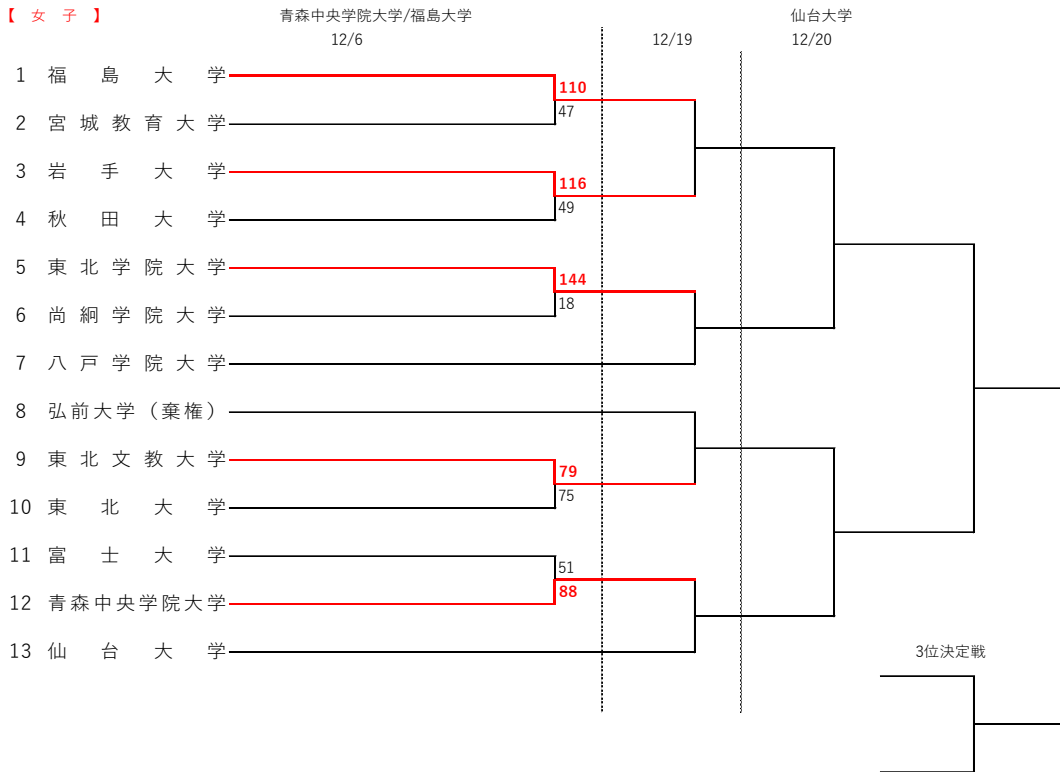 【 女 子 】 青森中央学院大学/福島大学 仙台大学
12/6 12/19 12/20
1 福島大学
110
47
2 宮城教育大学
3 岩手大学
116
49
4 秋田大学
5 東北学院大学
144
18
6 尚絅学院大学
7 八戸学院大学
8 弘前大学（棄権）
9 東北文教大学
79
75
10 東北大学
11 富士大学
51
88
12 青森中央学院大学
13 仙台大学
3位決定戦